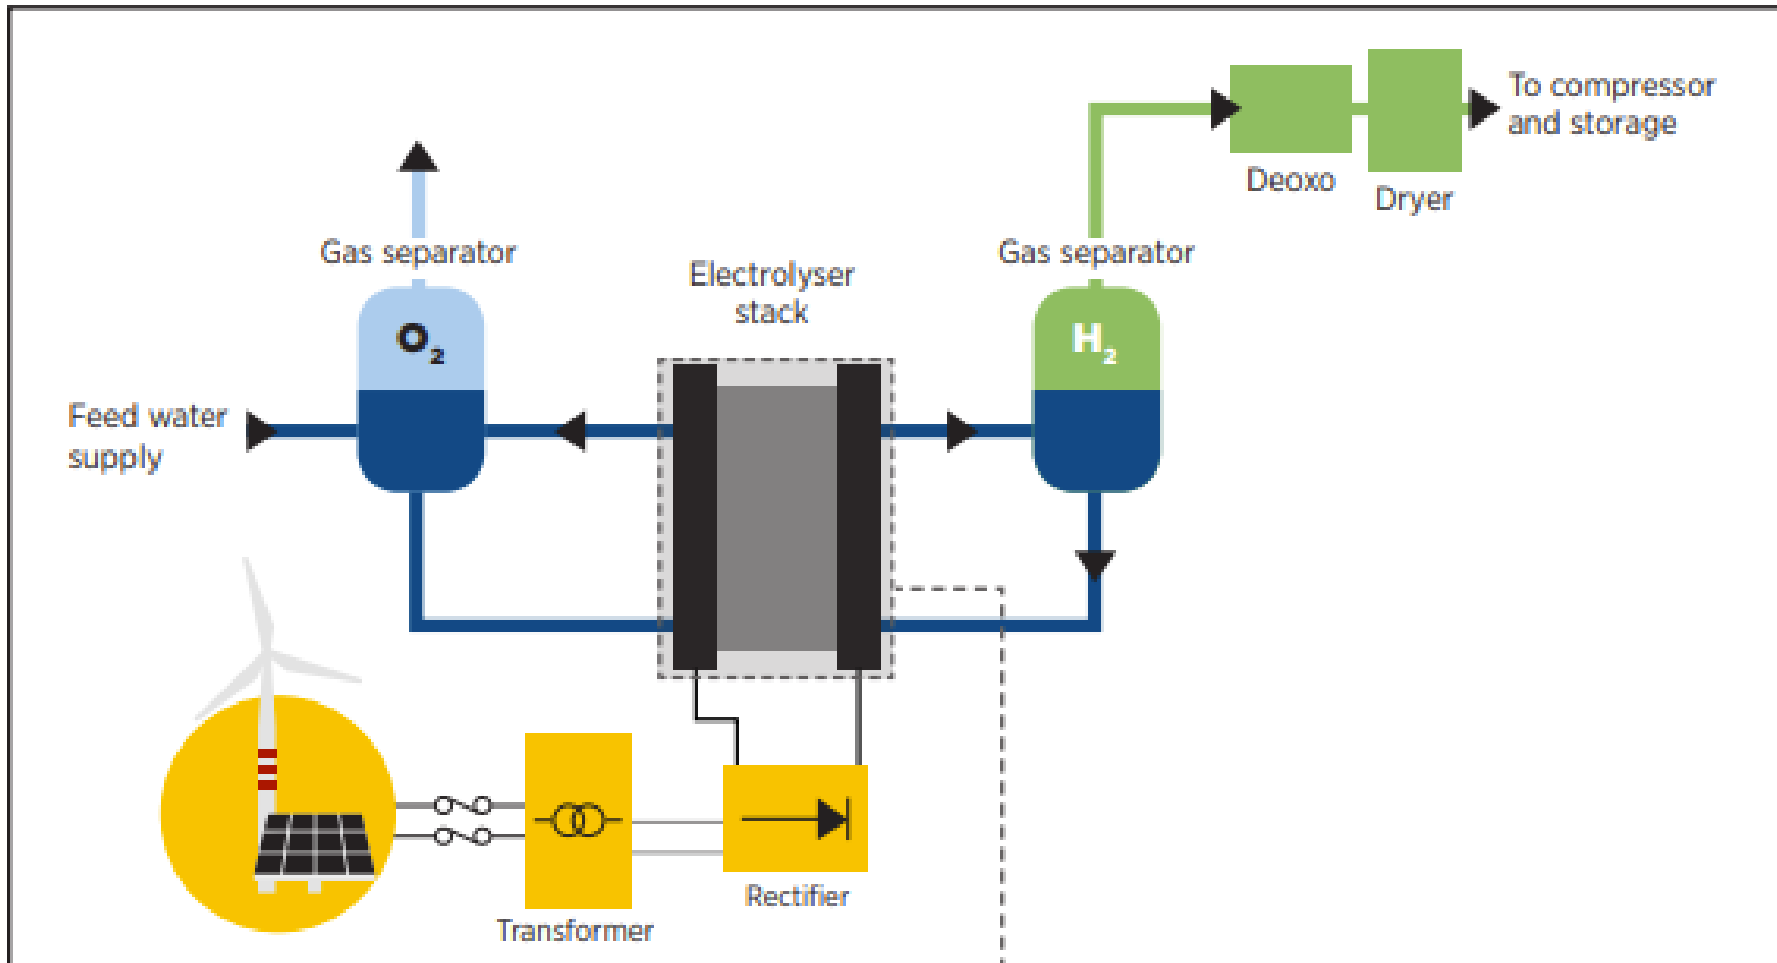 To compressor
and storage
Deoxo
Dryer
Gas separator
Gas separator
Electrolyser
stack
O₂
H₂
Feed water
supply
Rectifier
Transformer